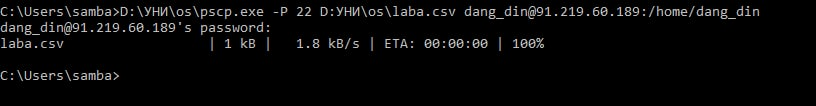 C:\Users\samba>D:\УНИ\os\pscp.exe -P 22 D:УНИ\os\laba.csv dang_din@91.219.60.189:/home/dang_din
dang_din@91.219.60.189's password:
laba.csv | 1 kB | 1.8 kB/s | ETA: 00:00:00 | 100%
C:\Users\samba>